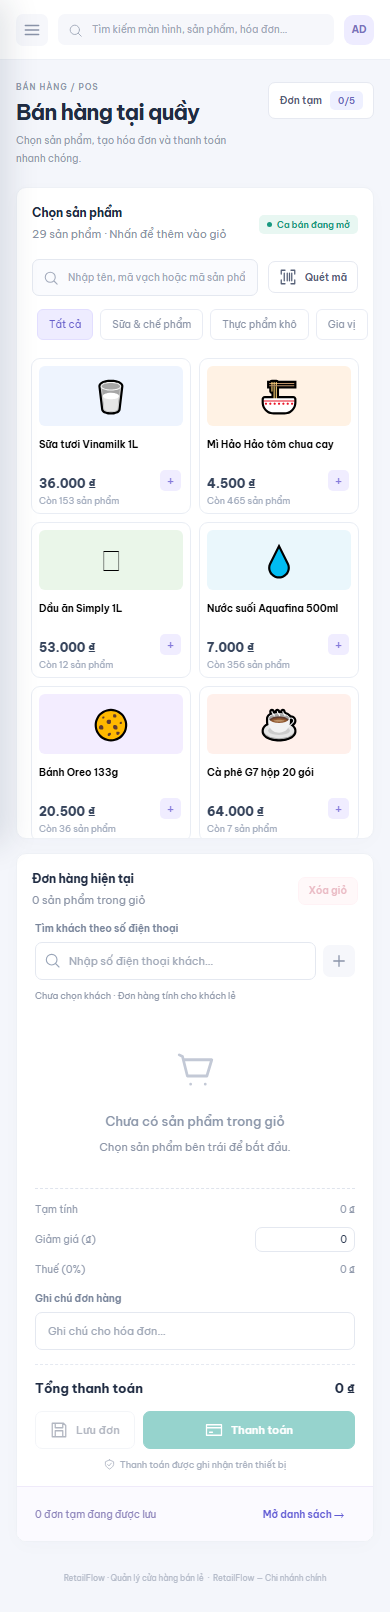 Tìm kiếm màn hình, sản phẩm, hóa đơn...
AD
BÁN HÀNG / POS
Bán hàng tại quầy
Chọn sản phẩm, tạo hóa đơn và thanh toán
nhanh chóng.
Đơn tạm 0/5
Chọn sản phẩm
29 sản phẩm · Nhấn để thêm vào giỏ
Ca bán đang mở
Nhập tên, mã vạch hoặc mã sản phẩ
Quét mã
Tất cả
Sữa & chế phẩm
Thực phẩm khô
Gia vị
Sữa tươi Vinamilk 1L
36.000 ₫
+
Còn 153 sản phẩm
Mì Hảo Hảo tôm chua cay
4.500 ₫
+
Còn 465 sản phẩm
Dầu ăn Simply 1L
53.000 ₫
+
Còn 12 sản phẩm
Nước suối Aquafina 500ml
7.000 ₫
+
Còn 356 sản phẩm
Bánh Oreo 133g
20.500 ₫
+
Còn 36 sản phẩm
Cà phê G7 hộp 20 gói
64.000 ₫
+
Còn 7 sản phẩm
Đơn hàng hiện tại
0 sản phẩm trong giỏ
Xóa giỏ
Tìm khách theo số điện thoại
Nhập số điện thoại khách...
Chưa chọn khách · Đơn hàng tính cho khách lẻ
Chưa có sản phẩm trong giỏ
Chọn sản phẩm bên trái để bắt đầu.
Tạm tính 0 ₫
Giảm giá (₫) 0
Thuế (0%) 0 ₫
Ghi chú đơn hàng
Ghi chú cho hóa đơn...
Tổng thanh toán 0 ₫
Lưu đơn
Thanh toán
Thanh toán được ghi nhận trên thiết bị
0 đơn tạm đang được lưu
Mở danh sách →
RetailFlow · Quản lý cửa hàng bán lẻ · RetailFlow — Chi nhánh chính